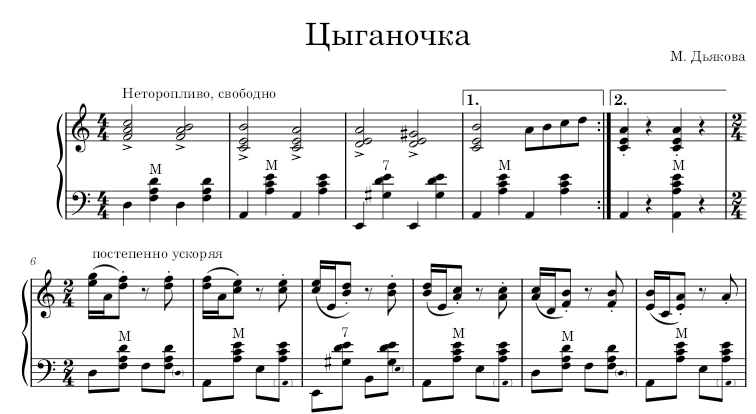 Цыганочка
М. Дьякова
Неторопливо, свободно
1.
2.
M
M
7
M
M
6
постепенно ускоряя
M
M
7
M
M
M